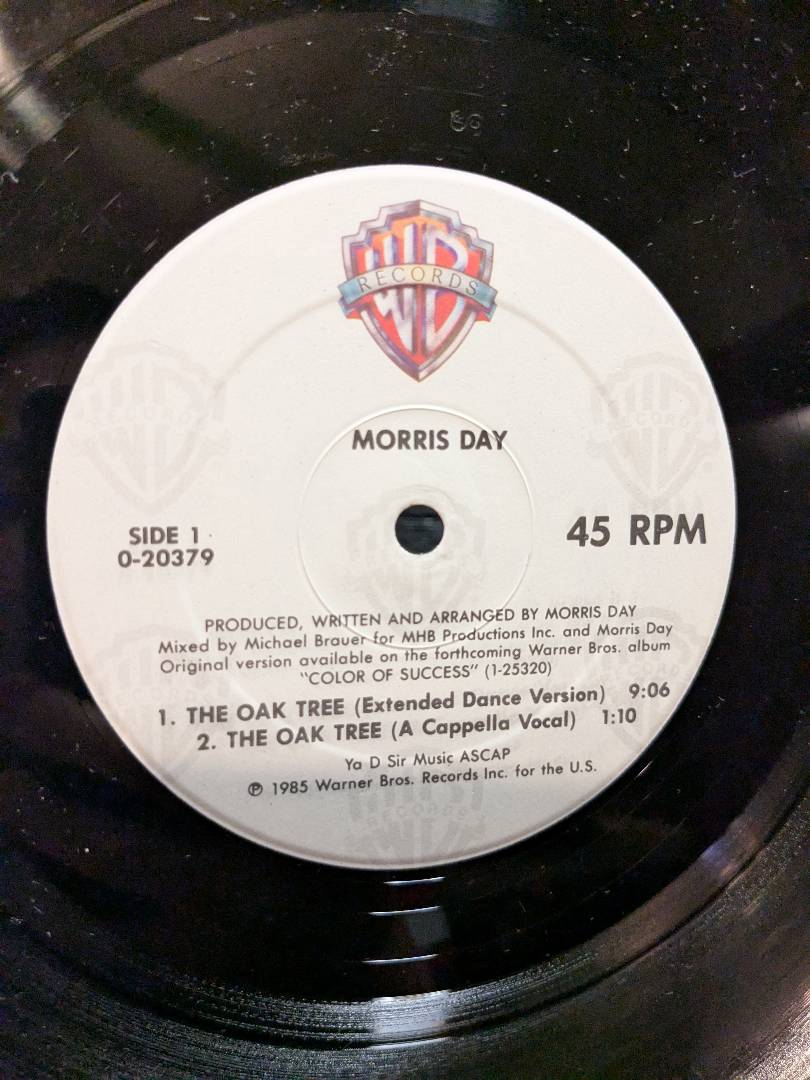 WB
RECORDS
MORRIS DAY
SIDE 1
0-20379
45 RPM
PRODUCED, WRITTEN AND ARRANGED BY MORRIS DAY
Mixed by Michael Brauer for MHB Productions Inc. and Morris Day
Original version available on the forthcoming Warner Bros. album
"COLOR OF SUCCESS" (1-25320)
1. THE OAK TREE (Extended Dance Version) 9:06
2. THE OAK TREE (A Cappella Vocal) 1:10
Ya D Sir Music ASCAP
℗ 1985 Warner Bros. Records Inc. for the U.S.